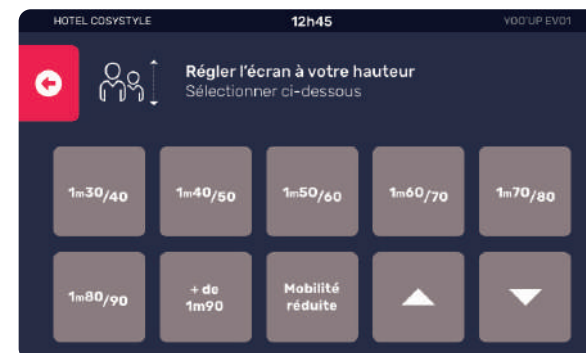 HOTEL COSYSTYLE 12h45 YOO'UP EVO1
Régler l'écran à votre hauteur
Sélectionner ci-dessous
1m30/40 1m40/50 1m50/60 1m60/70 1m70/80
1m80/90 + de 1m90 Mobilité réduite